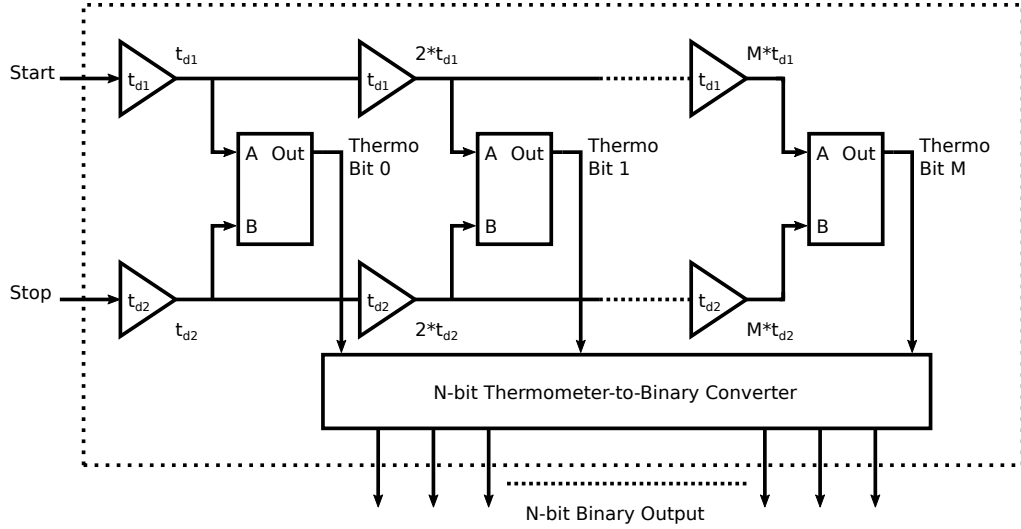 t_d1 2*t_d1 M*t_d1
Start t_d1 t_d1 t_d1
A Out Thermo Bit 0
A Out Thermo Bit 1
A Out Thermo Bit M
B B B
Stop t_d2 t_d2 t_d2
t_d2 2*t_d2 M*t_d2
N-bit Thermometer-to-Binary Converter
N-bit Binary Output